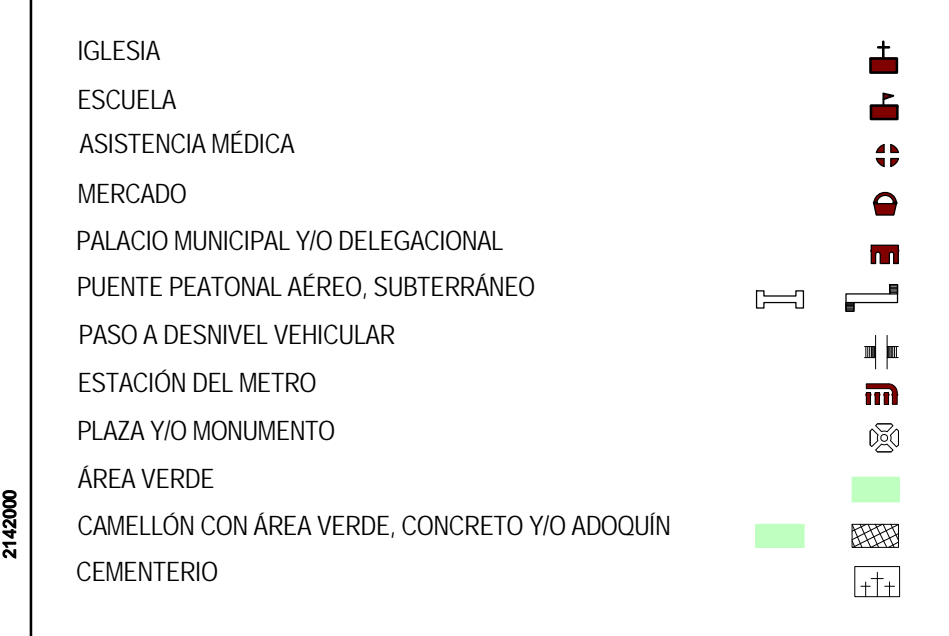 IGLESIA
ESCUELA
ASISTENCIA MÉDICA
MERCADO
PALACIO MUNICIPAL Y/O DELEGACIONAL
PUENTE PEATONAL AÉREO, SUBTERRÁNEO
PASO A DESNIVEL VEHICULAR
ESTACIÓN DEL METRO
PLAZA Y/O MONUMENTO
ÁREA VERDE
CAMELLÓN CON ÁREA VERDE, CONCRETO Y/O ADOQUÍN
CEMENTERIO
2142000